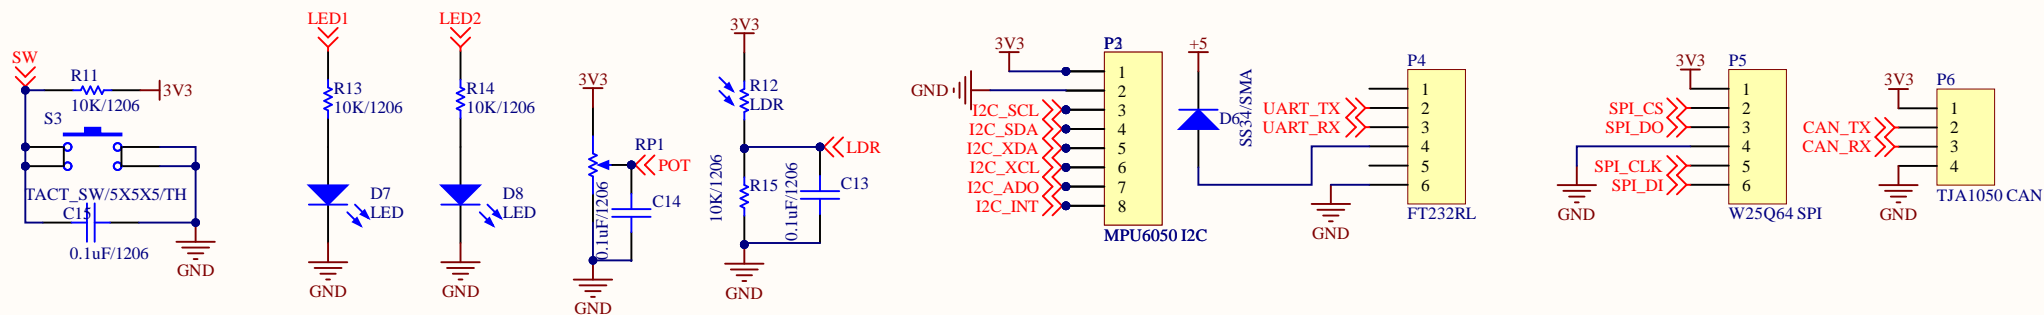 SW
R11
10K/1206
3V3
S3
TACT_SW/5X5X5/TH
C15
0.1uF/1206
GND
LED1
R13
10K/1206
D7
LED
GND
LED2
R14
10K/1206
D8
LED
GND
3V3
RP1
POT
0.1uF/1206
C14
GND
3V3
R12
LDR
LDR
R15
10K/1206
C13
0.1uF/1206
GND
3V3
GND
I2C_SCL
I2C_SDA
I2C_XDA
I2C_XCL
I2C_ADO
I2C_INT
1
2
3
4
5
6
7
8
MPU6050 I2C
+5
D6
SS34/SMA
UART_TX
UART_RX
GND
P4
1
2
3
4
5
6
FT232RL
3V3
SPI_CS
SPI_DO
SPI_CLK
SPI_DI
GND
P5
1
2
3
4
5
6
W25Q64 SPI
3V3
CAN_TX
CAN_RX
GND
P6
1
2
3
4
TJA1050 CAN